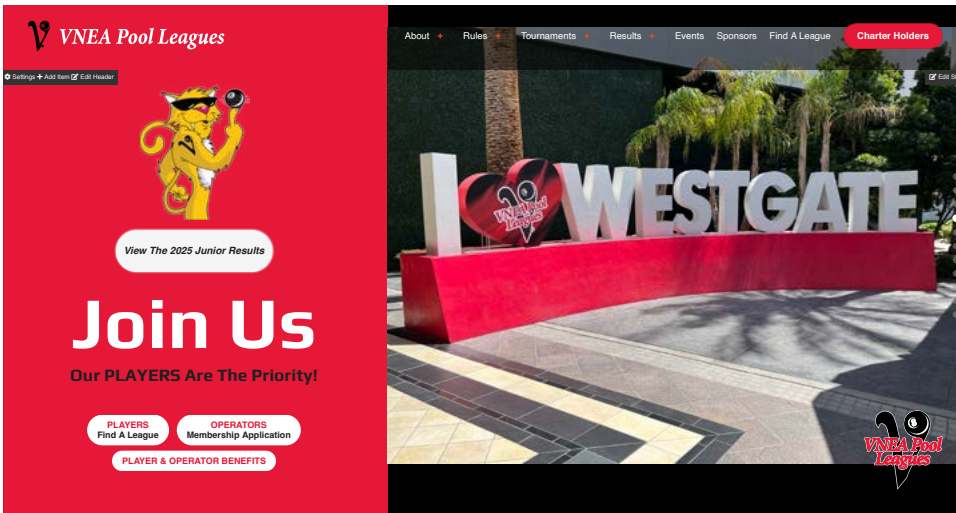 VNEA Pool Leagues
About +
Rules +
Tournaments +
Results +
Events
Sponsors
Find A League
Charter Holders
Settings
Add Item
Edit Header
Edit
I WESTGATE
VNEA Pool
Leagues
View The 2025 Junior Results
Join Us
Our PLAYERS Are The Priority!
PLAYERS
Find A League
OPERATORS
Membership Application
PLAYER & OPERATOR BENEFITS
VNEA Pool
Leagues